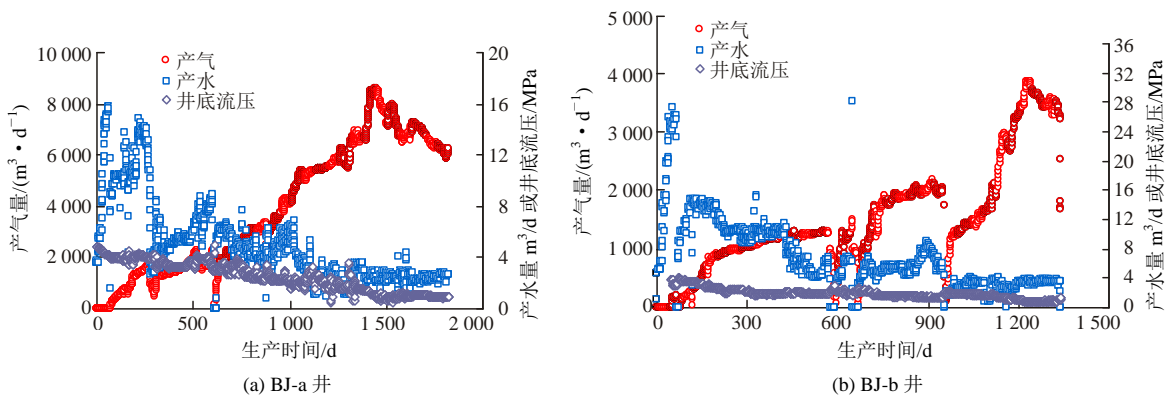 产气
产水
井底流压
10 000
8 000
6 000
4 000
2 000
0
产气量/(m³·d⁻¹)
20
16
12
8
4
0
产水量 m³/d 或井底流压/MPa
0
500
1 000
1 500
2 000
生产时间/d
(a) BJ-a 井
产气
产水
井底流压
5 000
4 000
3 000
2 000
1 000
0
产气量/(m³·d⁻¹)
36
32
28
24
20
16
12
8
4
0
产水量 m³/d 或井底流压/MPa
0
300
600
900
1 200
1 500
生产时间/d
(b) BJ-b 井